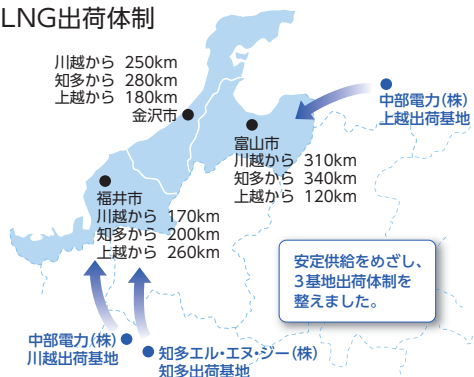 LNG出荷体制
川越から 250km
知多から 280km
上越から 180km
金沢市
中部電力(株)
上越出荷基地
富山市
川越から 310km
知多から 340km
上越から 120km
福井市
川越から 170km
知多から 200km
上越から 260km
安定供給をめざし、
3基地出荷体制を
整えました。
中部電力(株)
川越出荷基地
知多エル・エヌ・ジー(株)
知多出荷基地